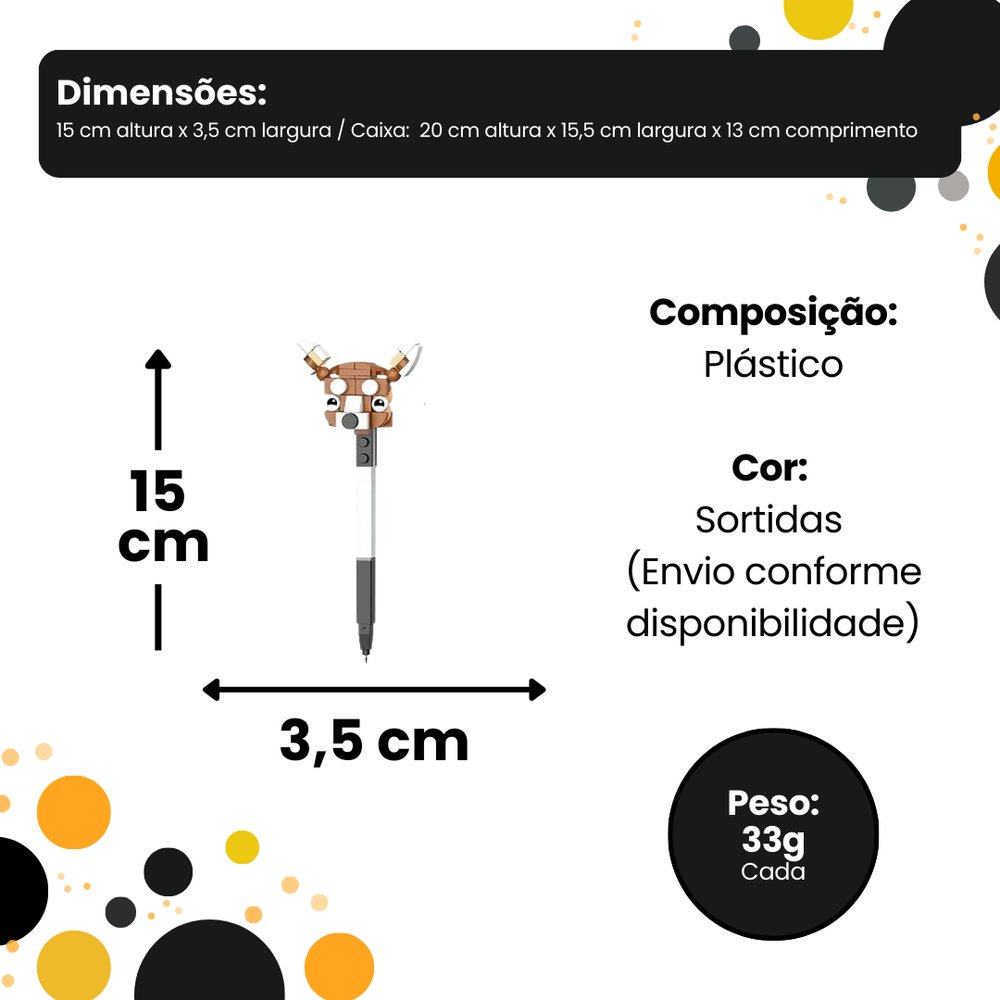 Dimensões:
15 cm altura x 3,5 cm largura / Caixa: 20 cm altura x 15,5 cm largura x 13 cm comprimento
Composição:
Plástico
15
cm
Cor:
Sortidas
(Envio conforme
disponibilidade)
3,5 cm
Peso:
33g
Cada